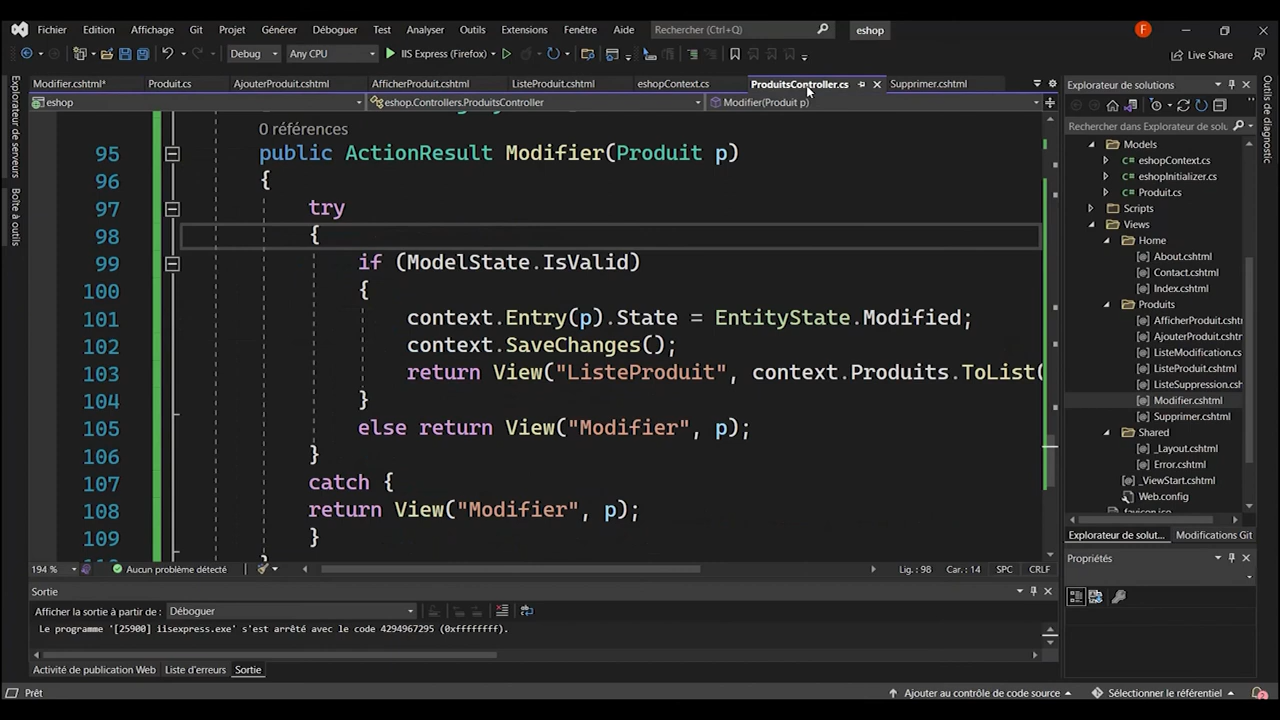 Fichier Edition Affichage Git Projet Générer Déboguer Test Analyser Outils Extensions Fenêtre Aide Rechercher (Ctrl+Q) eshop F
Debug Any CPU IIS Express (Firefox) Live Share
Modifier.cshtml* Produit.cs AjouterProduit.cshtml AfficherProduit.cshtml ListeProduit.cshtml eshopContext.cs ProduitsController.cs Supprimer.cshtml
eshop eshop.Controllers.ProduitsController Modifier(Produit p)
0 références
95 public ActionResult Modifier(Produit p)
96 {
97 try
98 {
99 if (ModelState.IsValid)
100 {
101 context.Entry(p).State = EntityState.Modified;
102 context.SaveChanges();
103 return View("ListeProduit", context.Produits.ToList(
104 }
105 else return View("Modifier", p);
106 }
107 catch {
108 return View("Modifier", p);
109 }
194 % Aucun problème détecté Lig. : 98 Car. : 14 SPC CRLF
Sortie
Afficher la sortie à partir de : Déboguer
Le programme '[25900] iisexpress.exe' s'est arrêté avec le code 4294967295 (0xffffffff).
Activité de publication Web Liste d'erreurs Sortie
Prêt Ajouter au contrôle de code source Sélectionner le référentiel
Explorateur de serveurs
Boîte à outils
Explorateur de solutions
Rechercher dans Explorateur de solu
Models
eshopContext.cs
eshopInitializer.cs
Produit.cs
Scripts
Views
Home
About.cshtml
Contact.cshtml
Index.cshtml
Produits
AfficherProduit.cshtm
AjouterProduit.cshtm
ListeModification.cs
ListeProduit.cshtml
ListeSuppression.csh
Modifier.cshtml
Supprimer.cshtml
Shared
_Layout.cshtml
Error.cshtml
_ViewStart.cshtml
Web.config
favicon.ico
Explorateur de solut... Modifications Git
Propriétés
Outils de diagnostic